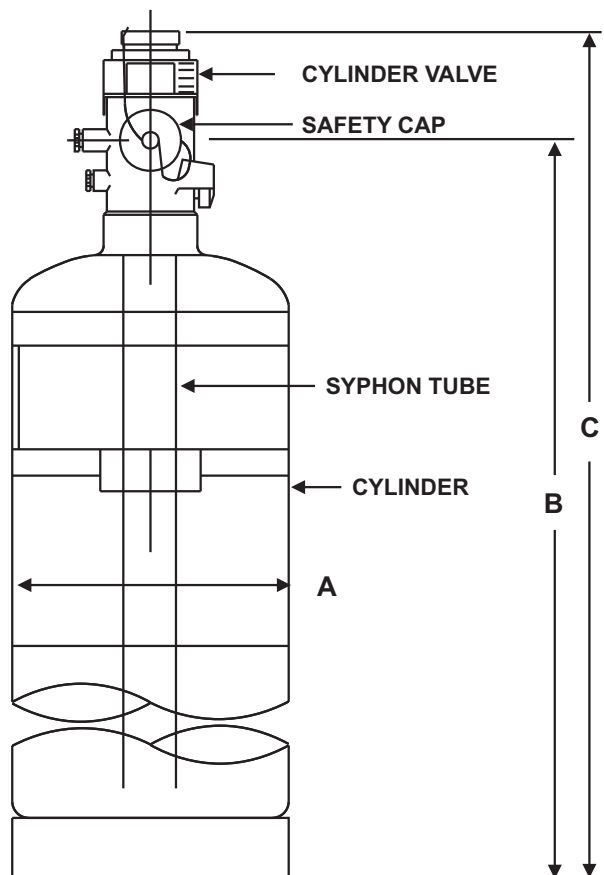 CYLINDER VALVE
SAFETY CAP
SYPHON TUBE
C
CYLINDER
B
A